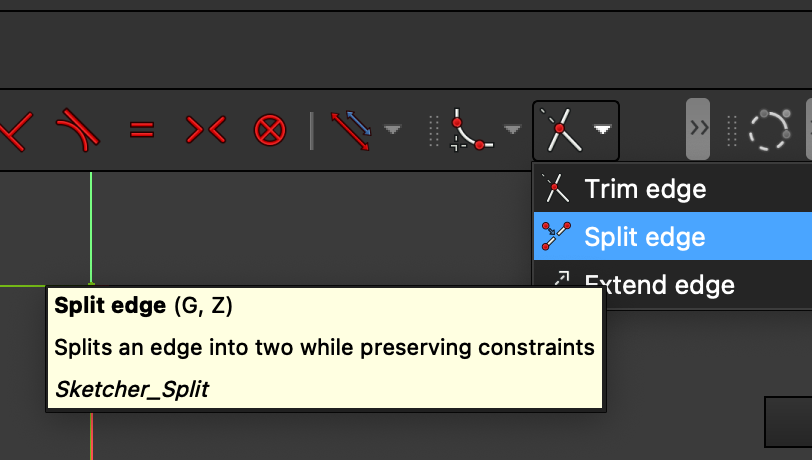 Trim edge
Split edge
Extend edge
Split edge (G, Z)
Splits an edge into two while preserving constraints
Sketcher_Split